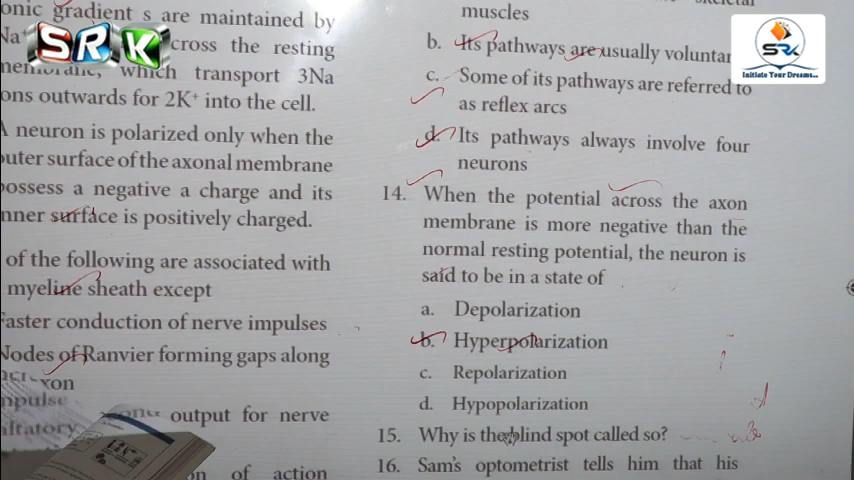 SRK
onic gradient s are maintained by
cross the resting
which transport 3Na
ons outwards for 2K⁺ into the cell.
A neuron is polarized only when the
outer surface of the axonal membrane
possess a negative a charge and its
nner surface is positively charged.
of the following are associated with
myeline sheath except
Faster conduction of nerve impulses
Nodes of Ranvier forming gaps along
xon
mpulse
output for nerve
altatory
of action
muscles
b. Its pathways are usually voluntar
c. Some of its pathways are referred to
as reflex arcs
d. Its pathways always involve four
neurons
14. When the potential across the axon
membrane is more negative than the
normal resting potential, the neuron is
said to be in a state of
a. Depolarization
b. Hyperpolarization
c. Repolarization
d. Hypopolarization
15. Why is the blind spot called so?
16. Sam's optometrist tells him that his
SRK
Initiate Your Dreams..